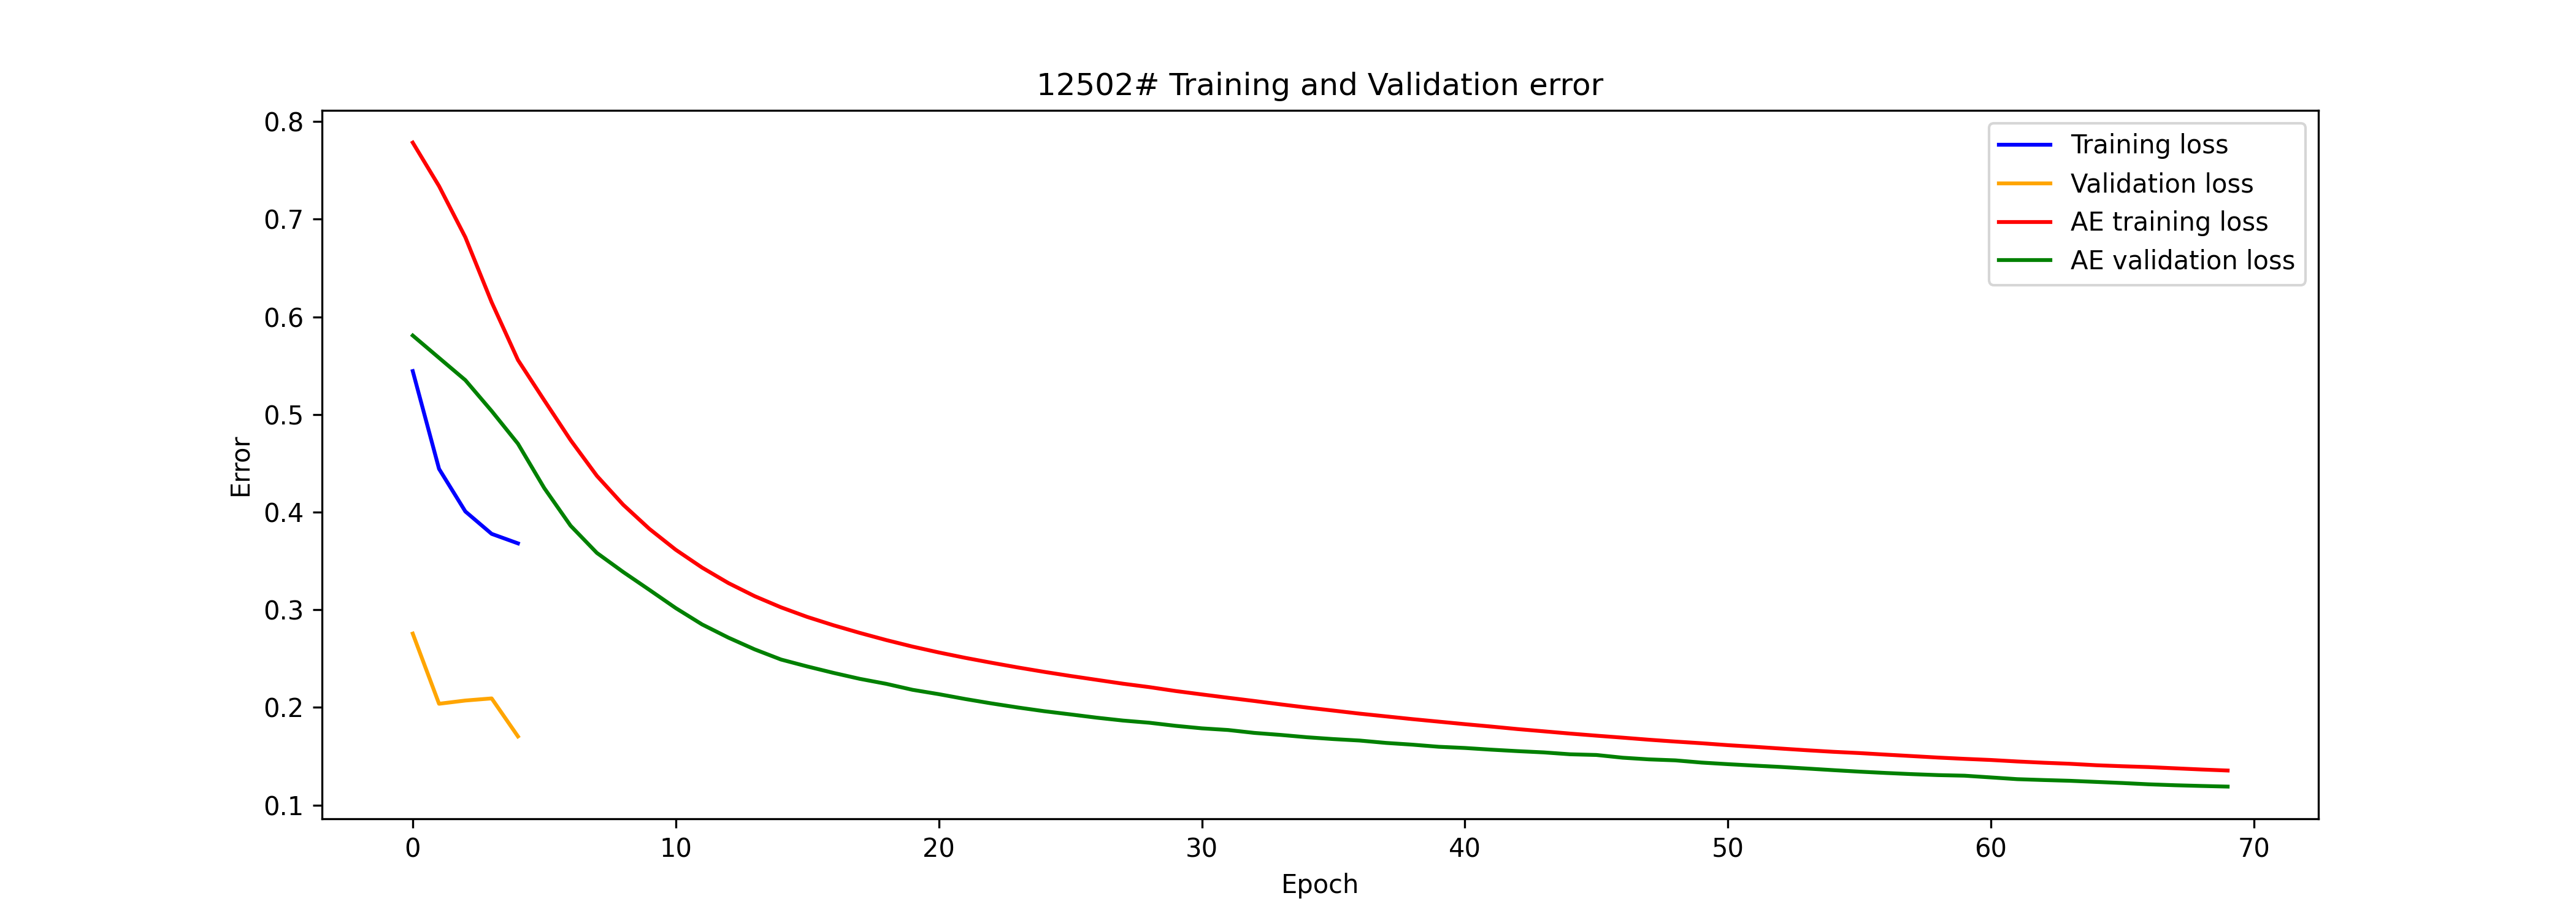 12502# Training and Validation error
Training loss
Validation loss
AE training loss
AE validation loss
Error
0.8
0.7
0.6
0.5
0.4
0.3
0.2
0.1
0 10 20 30 40 50 60 70
Epoch